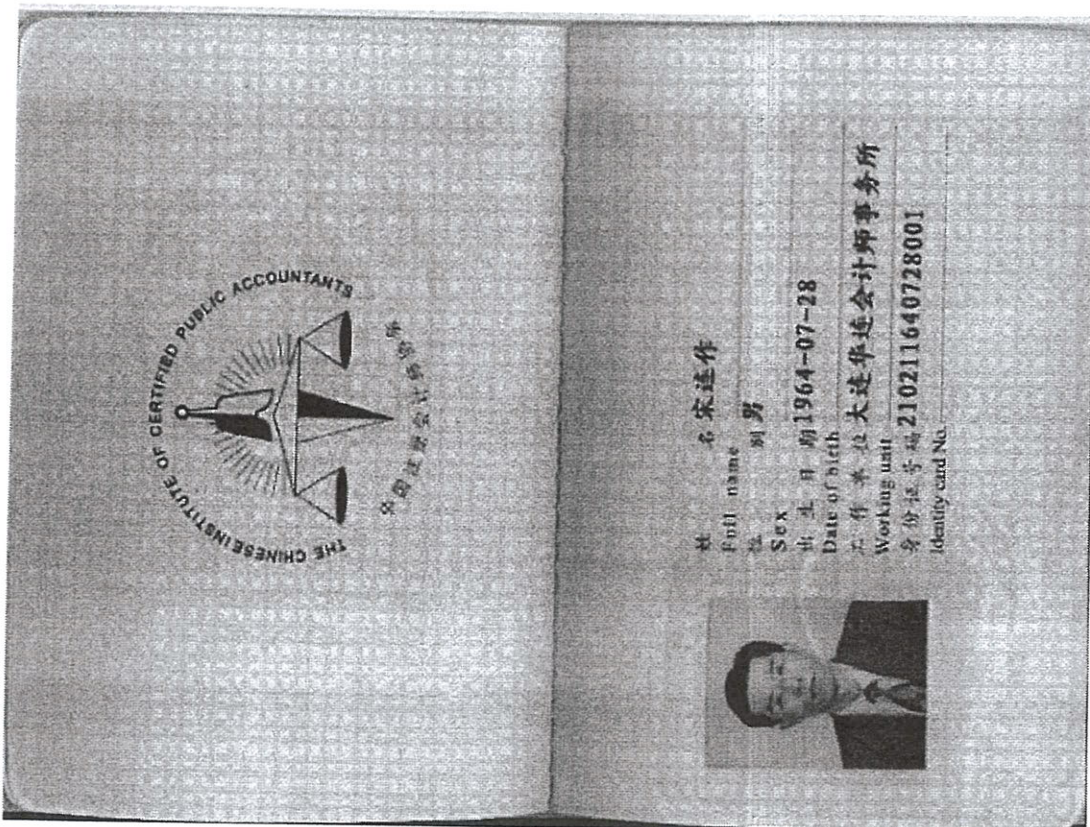 THE CHINESE INSTITUTE OF CERTIFIED PUBLIC ACCOUNTANTS
中国注册会计师协会
姓 名 宋连作
Full name
性 别 男
Sex
出 生 日 期 1964-07-28
Date of birth
工 作 单 位 大连华连会计师事务所
Working unit
身 份 证 号 码 210211640728001
Identity card No.